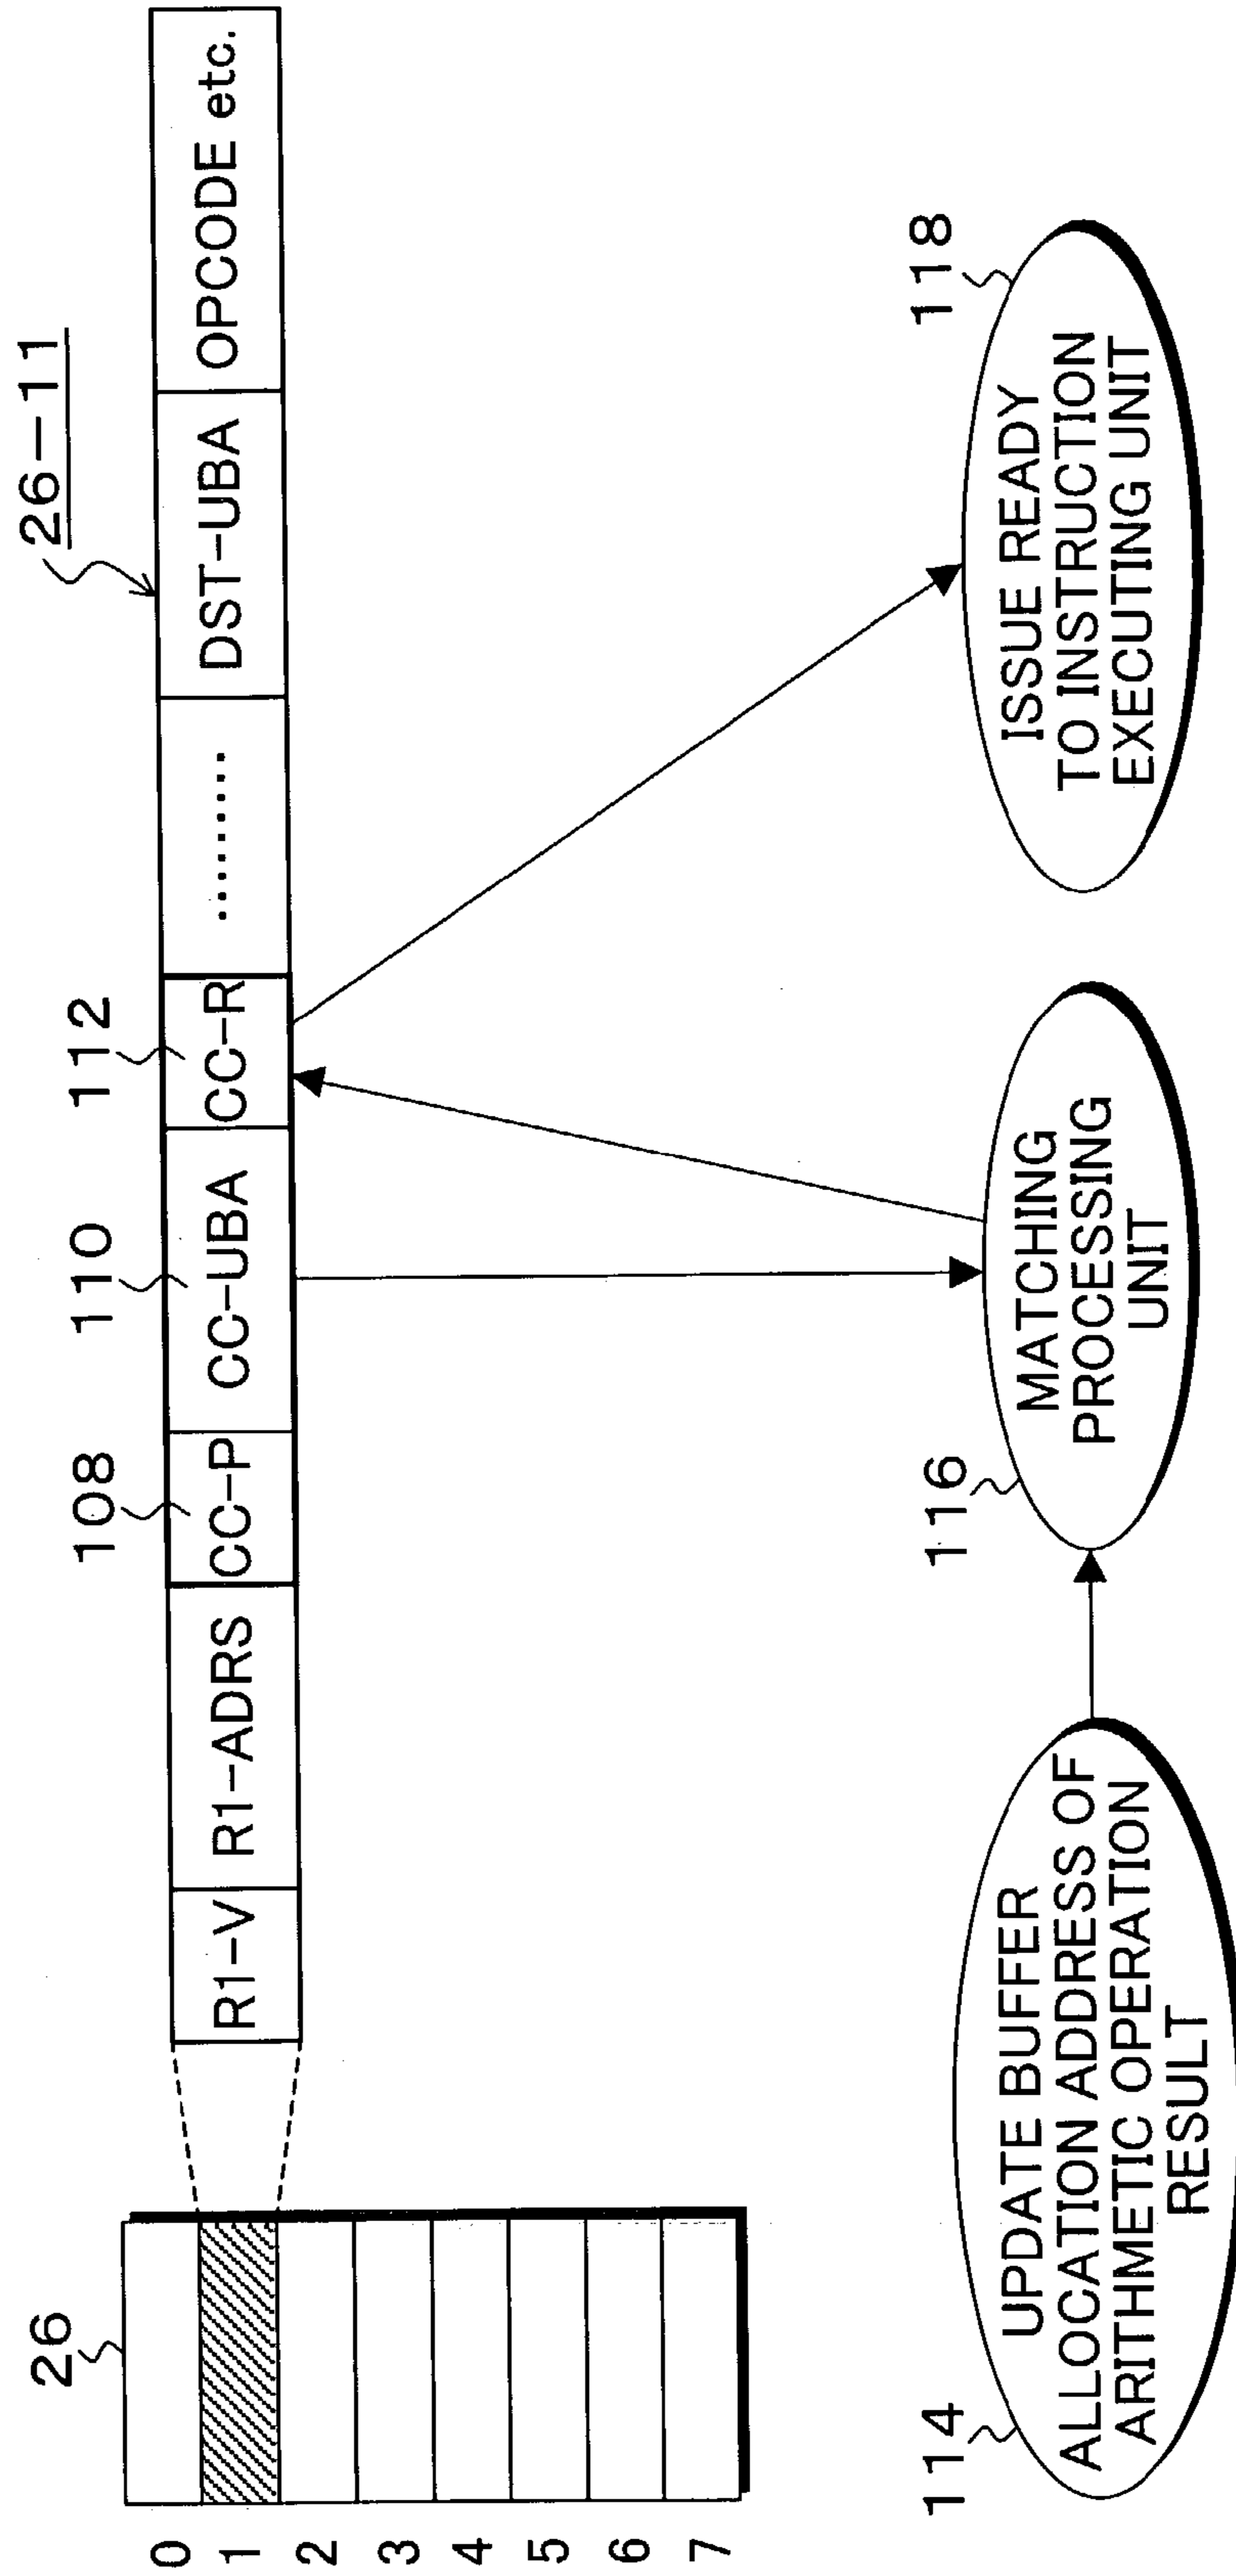 26-11
108
110
112
R1-V
R1-ADRS
CC-P
CC-UBA
CC-R
.........
DST-UBA
OPCODE etc.
26
0
1
2
3
4
5
6
7
114
UPDATE BUFFER
ALLOCATION ADDRESS OF
ARITHMETIC OPERATION
RESULT
116
MATCHING
PROCESSING
UNIT
118
ISSUE READY
TO INSTRUCTION
EXECUTING UNIT